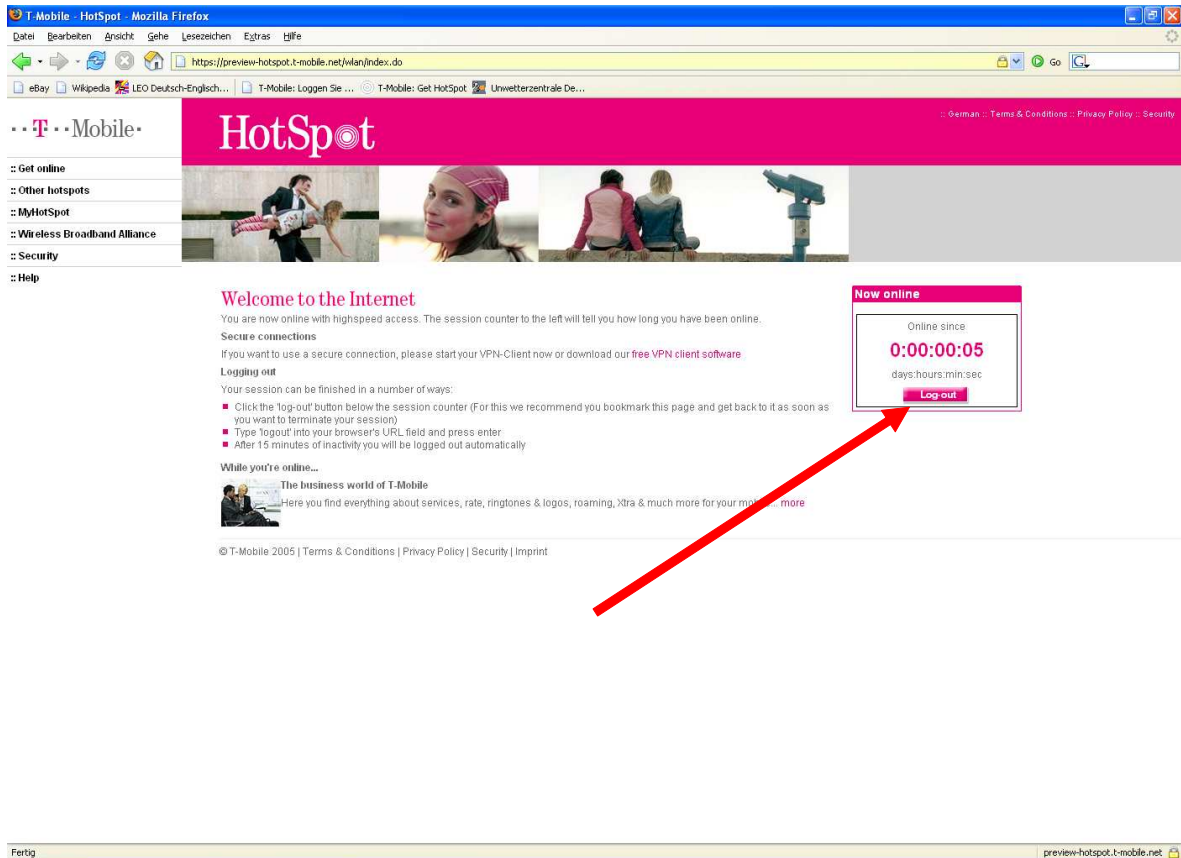 T-Mobile - HotSpot - Mozilla Firefox
Datei Bearbeiten Ansicht Gehe Lesezeichen Extras Hilfe
https://preview-hotspot.t-mobile.net/wlan/index.do
Go
G
eBay Wikipedia LEO Deutsch-Englisch... T-Mobile: Loggen Sie ... T-Mobile: Get HotSpot Unwetterzentrale De...
··T··Mobile·
HotSpot
:: German :: Terms & Conditions :: Privacy Policy :: Security
:: Get online
:: Other hotspots
:: MyHotSpot
:: Wireless Broadband Alliance
:: Security
:: Help
Welcome to the Internet
You are now online with highspeed access. The session counter to the left will tell you how long you have been online.
Secure connections
If you want to use a secure connection, please start your VPN-Client now or download our free VPN client software
Logging out
Your session can be finished in a number of ways:
Click the 'log-out' button below the session counter (For this we recommend you bookmark this page and get back to it as soon as
you want to terminate your session)
Type 'logout' into your browser's URL field and press enter
After 15 minutes of inactivity you will be logged out automatically
While you're online...
The business world of T-Mobile
Here you find everything about services, rate, ringtones & logos, roaming, Xtra & much more for your ... more
© T-Mobile 2005 | Terms & Conditions | Privacy Policy | Security | Imprint
Now online
Online since
0:00:00:05
days:hours:min:sec
Log-out
Fertig
preview-hotspot.t-mobile.net